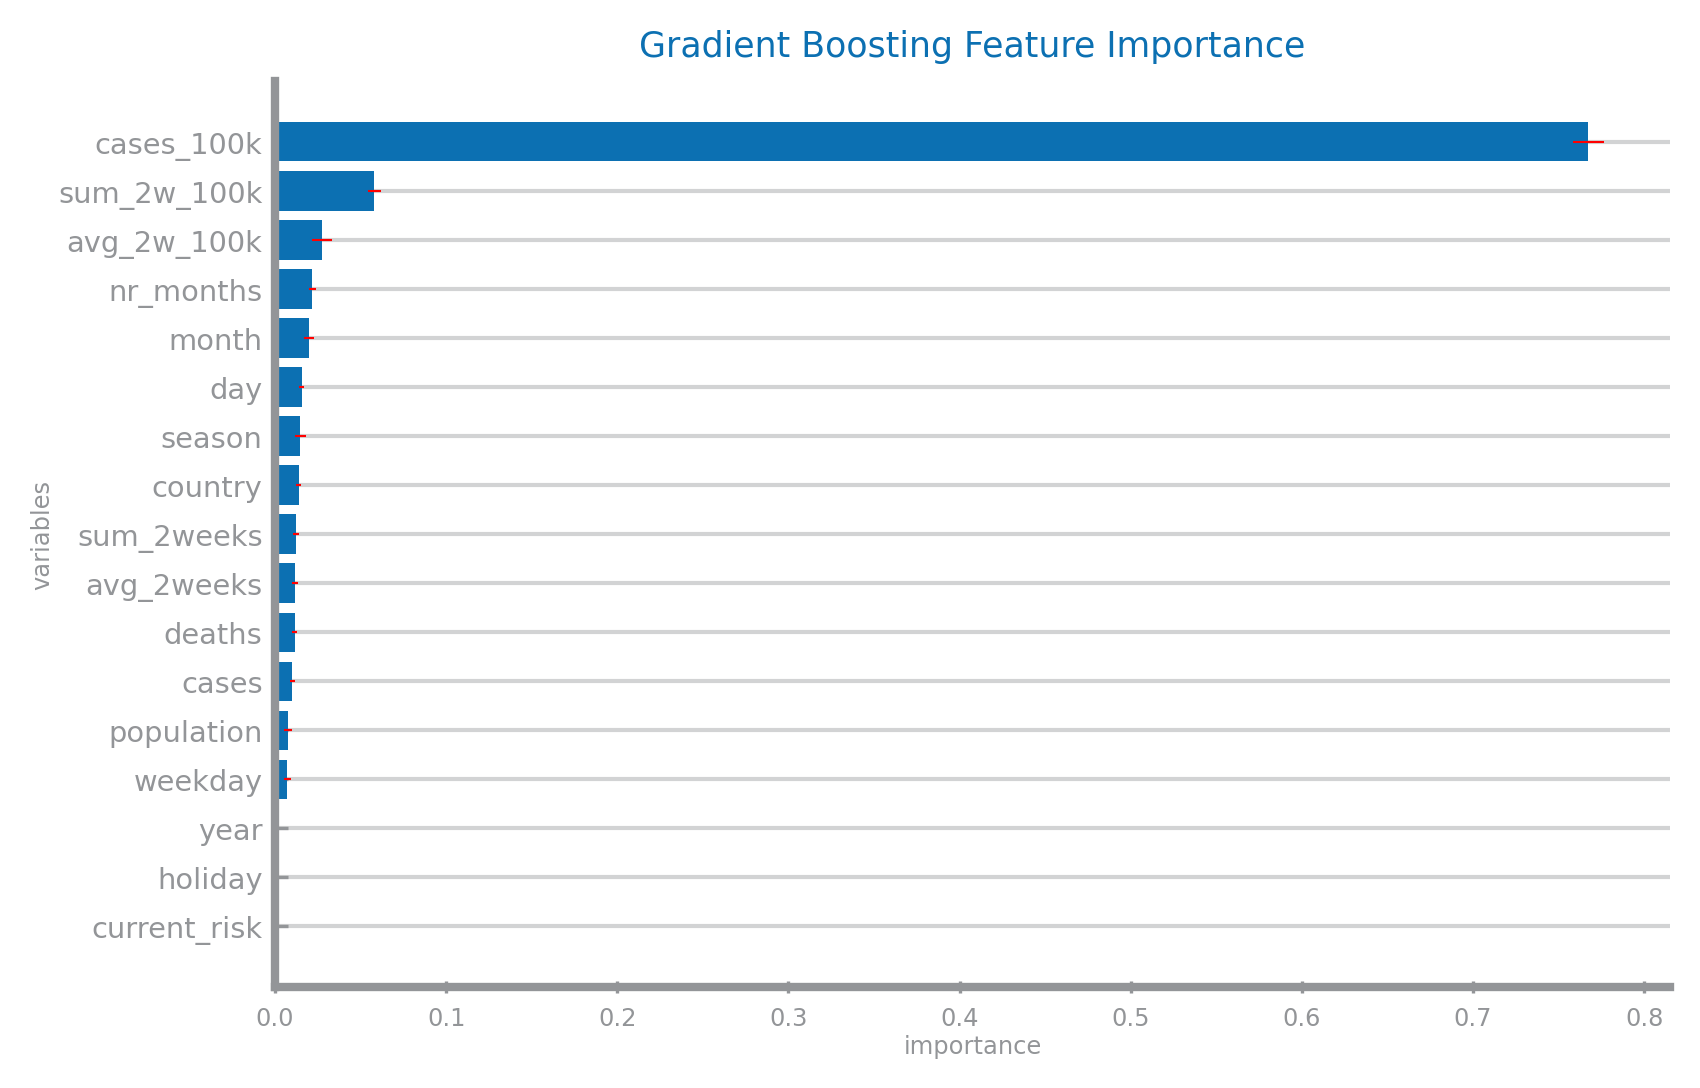 Gradient Boosting Feature Importance
cases_100k
sum_2w_100k
avg_2w_100k
nr_months
month
day
season
country
sum_2weeks
avg_2weeks
deaths
cases
population
weekday
year
holiday
current_risk
variables
0.0 0.1 0.2 0.3 0.4 0.5 0.6 0.7 0.8
importance